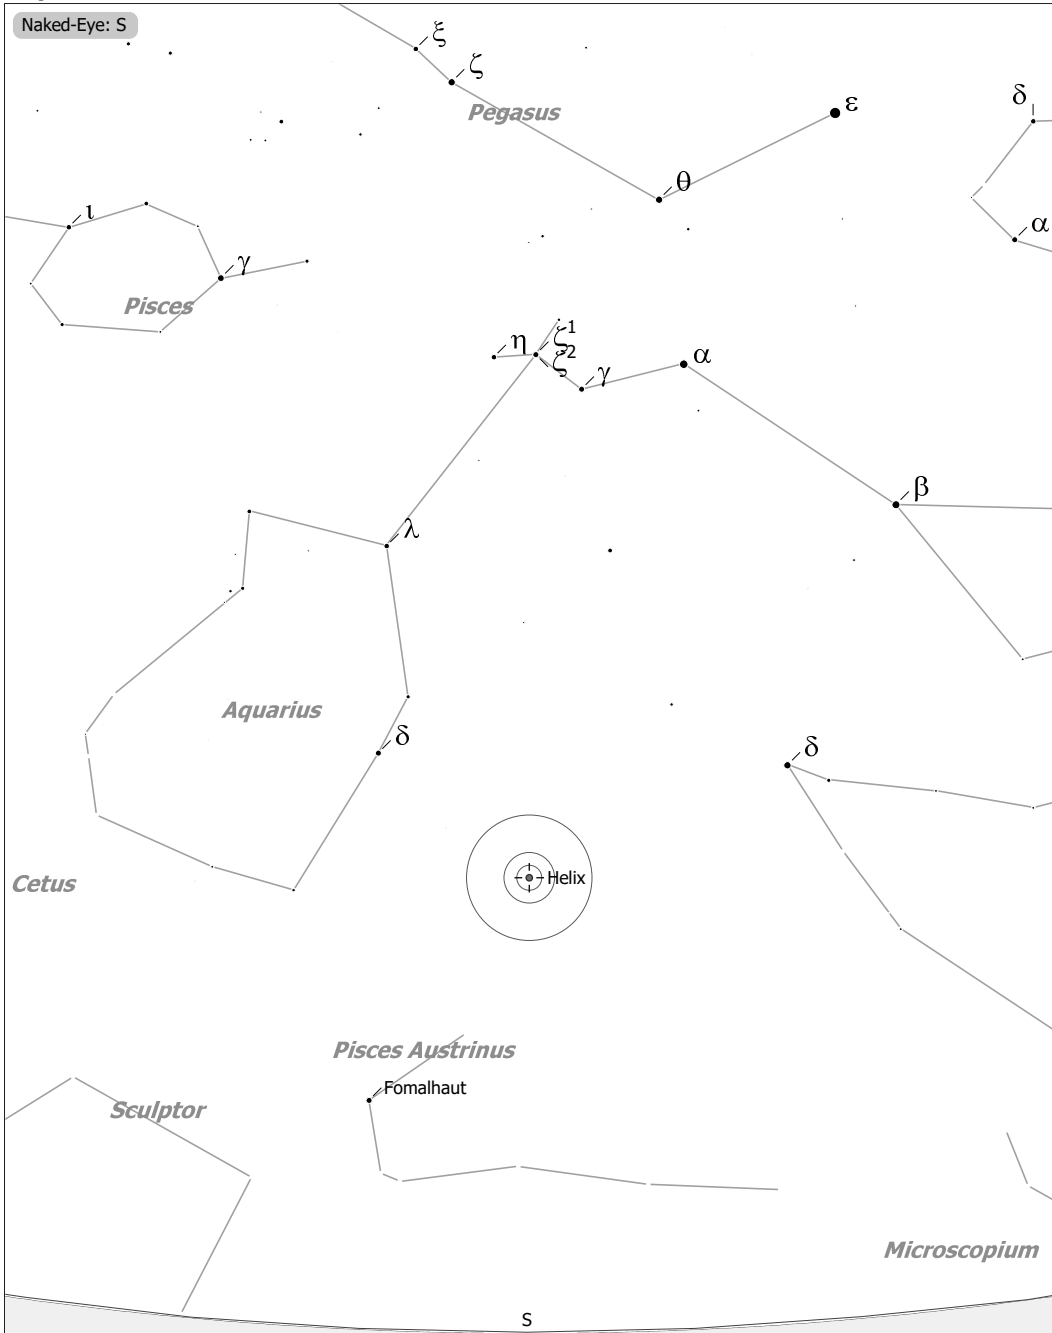 Naked-Eye: S
ξ
ζ
Pegasus
ε
δ
θ
α
ι
γ
Pisces
ζ1
η
ζ2
α
γ
β
λ
Aquarius
δ
δ
Helix
Cetus
Pisces Austrinus
Fomalhaut
Sculptor
Microscopium
S